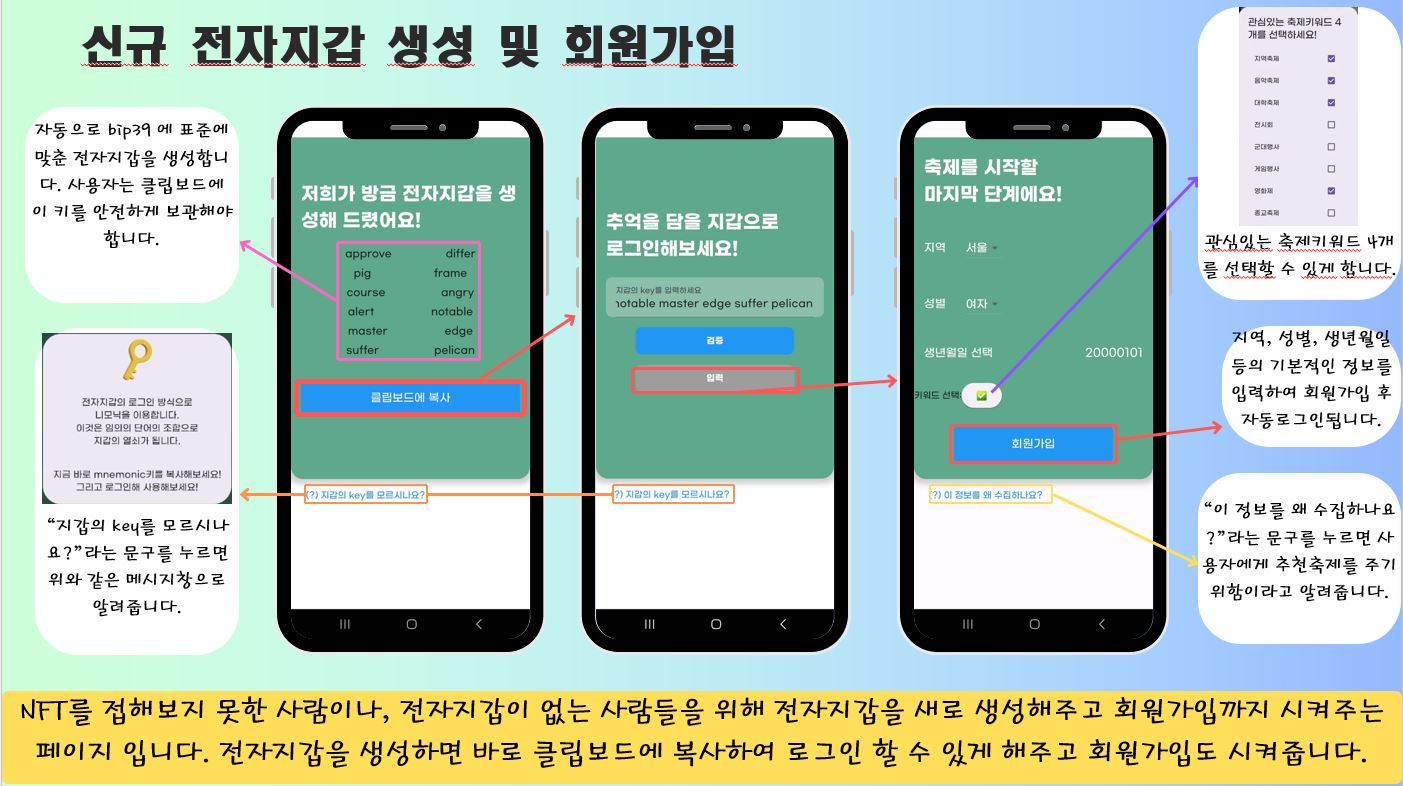 신규 전자지갑 생성 및 회원가입
자동으로 bip39 에 표준에
맞춘 전자지갑을 생성합니
다. 사용자는 클립보드에
이 키를 안전하게 보관해야
합니다.
전자지갑의 로그인 방식으로
니모닉을 이용합니다.
이것은 임의의 단어의 조합으로
지갑의 열쇠가 됩니다.
지금 바로 mnemonic키를 복사해보세요!
그리고 로그인해 사용해보세요!
“지갑의 key를 모르시나
요?”라는 문구를 누르면
위와 같은 메시지창으로
알려줍니다.
저희가 방금 전자지갑을 생
성해 드렸어요!
approve differ
pig frame
course angry
alert notable
master edge
suffer pelican
클립보드에 복사
(?) 지갑의 key를 모르시나요?
추억을 담을 지갑으로
로그인해보세요!
지갑의 key를 입력하세요
notable master edge suffer pelican
검증
입력
?) 지갑의 key를 모르시나요?
축제를 시작할
마지막 단계에요!
지역 서울
성별 여자
생년월일 선택 20000101
키워드 선택:
회원가입
?) 이 정보를 왜 수집하나요?
관심있는 축제키워드 4
개를 선택하세요!
지역축제
음악축제
대학축제
전시회
군대행사
게임행사
영화제
종교축제
관심있는 축제키워드 4개
를 선택할 수 있게 합니다.
지역, 성별, 생년월일
등의 기본적인 정보를
입력하여 회원가입 후
자동로그인됩니다.
“이 정보를 왜 수집하나요
?”라는 문구를 누르면 사
용자에게 추천축제를 주기
위함이라고 알려줍니다.
NFT를 접해보지 못한 사람이나, 전자지갑이 없는 사람들을 위해 전자지갑을 새로 생성해주고 회원가입까지 시켜주는
페이지 입니다. 전자지갑을 생성하면 바로 클립보드에 복사하여 로그인 할 수 있게 해주고 회원가입도 시켜줍니다.